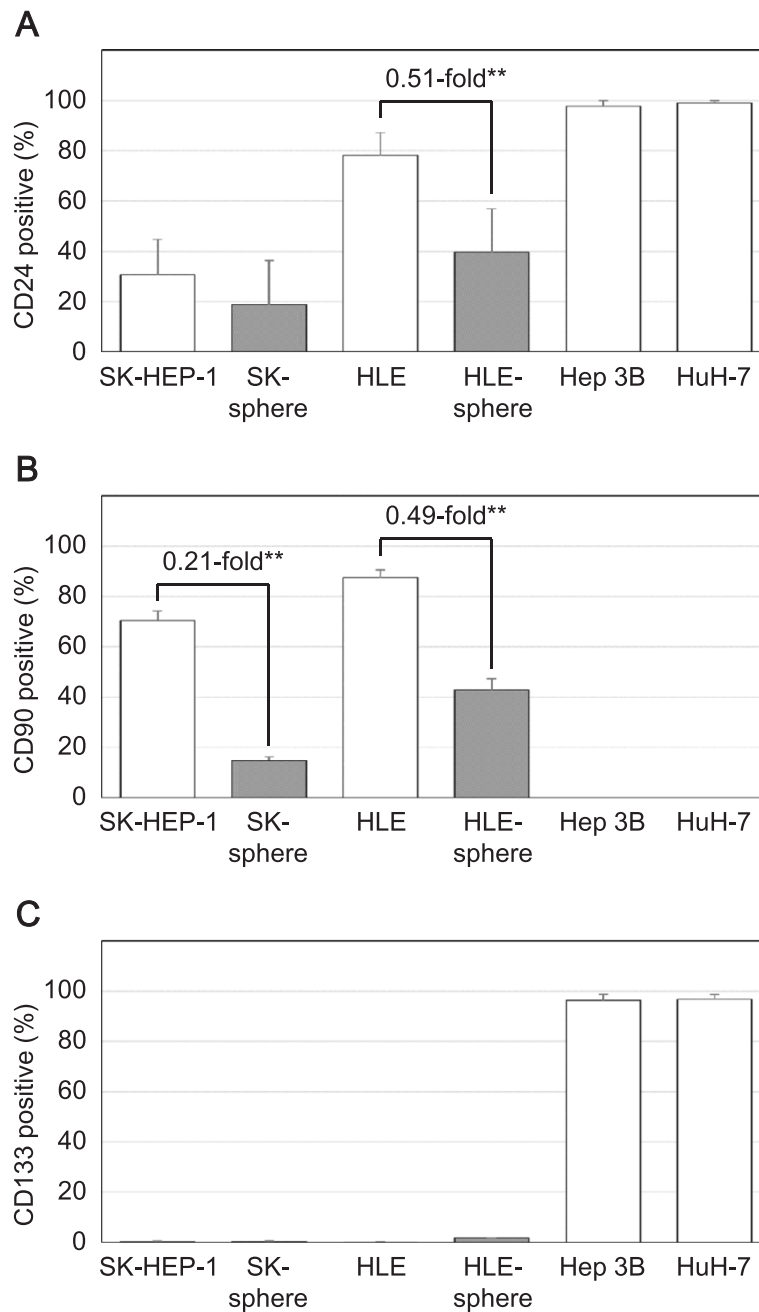 A
0.51-fold**
CD24 positive (%)
100
80
60
40
20
0
SK-HEP-1 SK- HLE HLE- Hep 3B HuH-7
sphere sphere
B
0.49-fold**
0.21-fold**
CD90 positive (%)
100
80
60
40
20
0
SK-HEP-1 SK- HLE HLE- Hep 3B HuH-7
sphere sphere
C
CD133 positive (%)
100
80
60
40
20
0
SK-HEP-1 SK- HLE HLE- Hep 3B HuH-7
sphere sphere